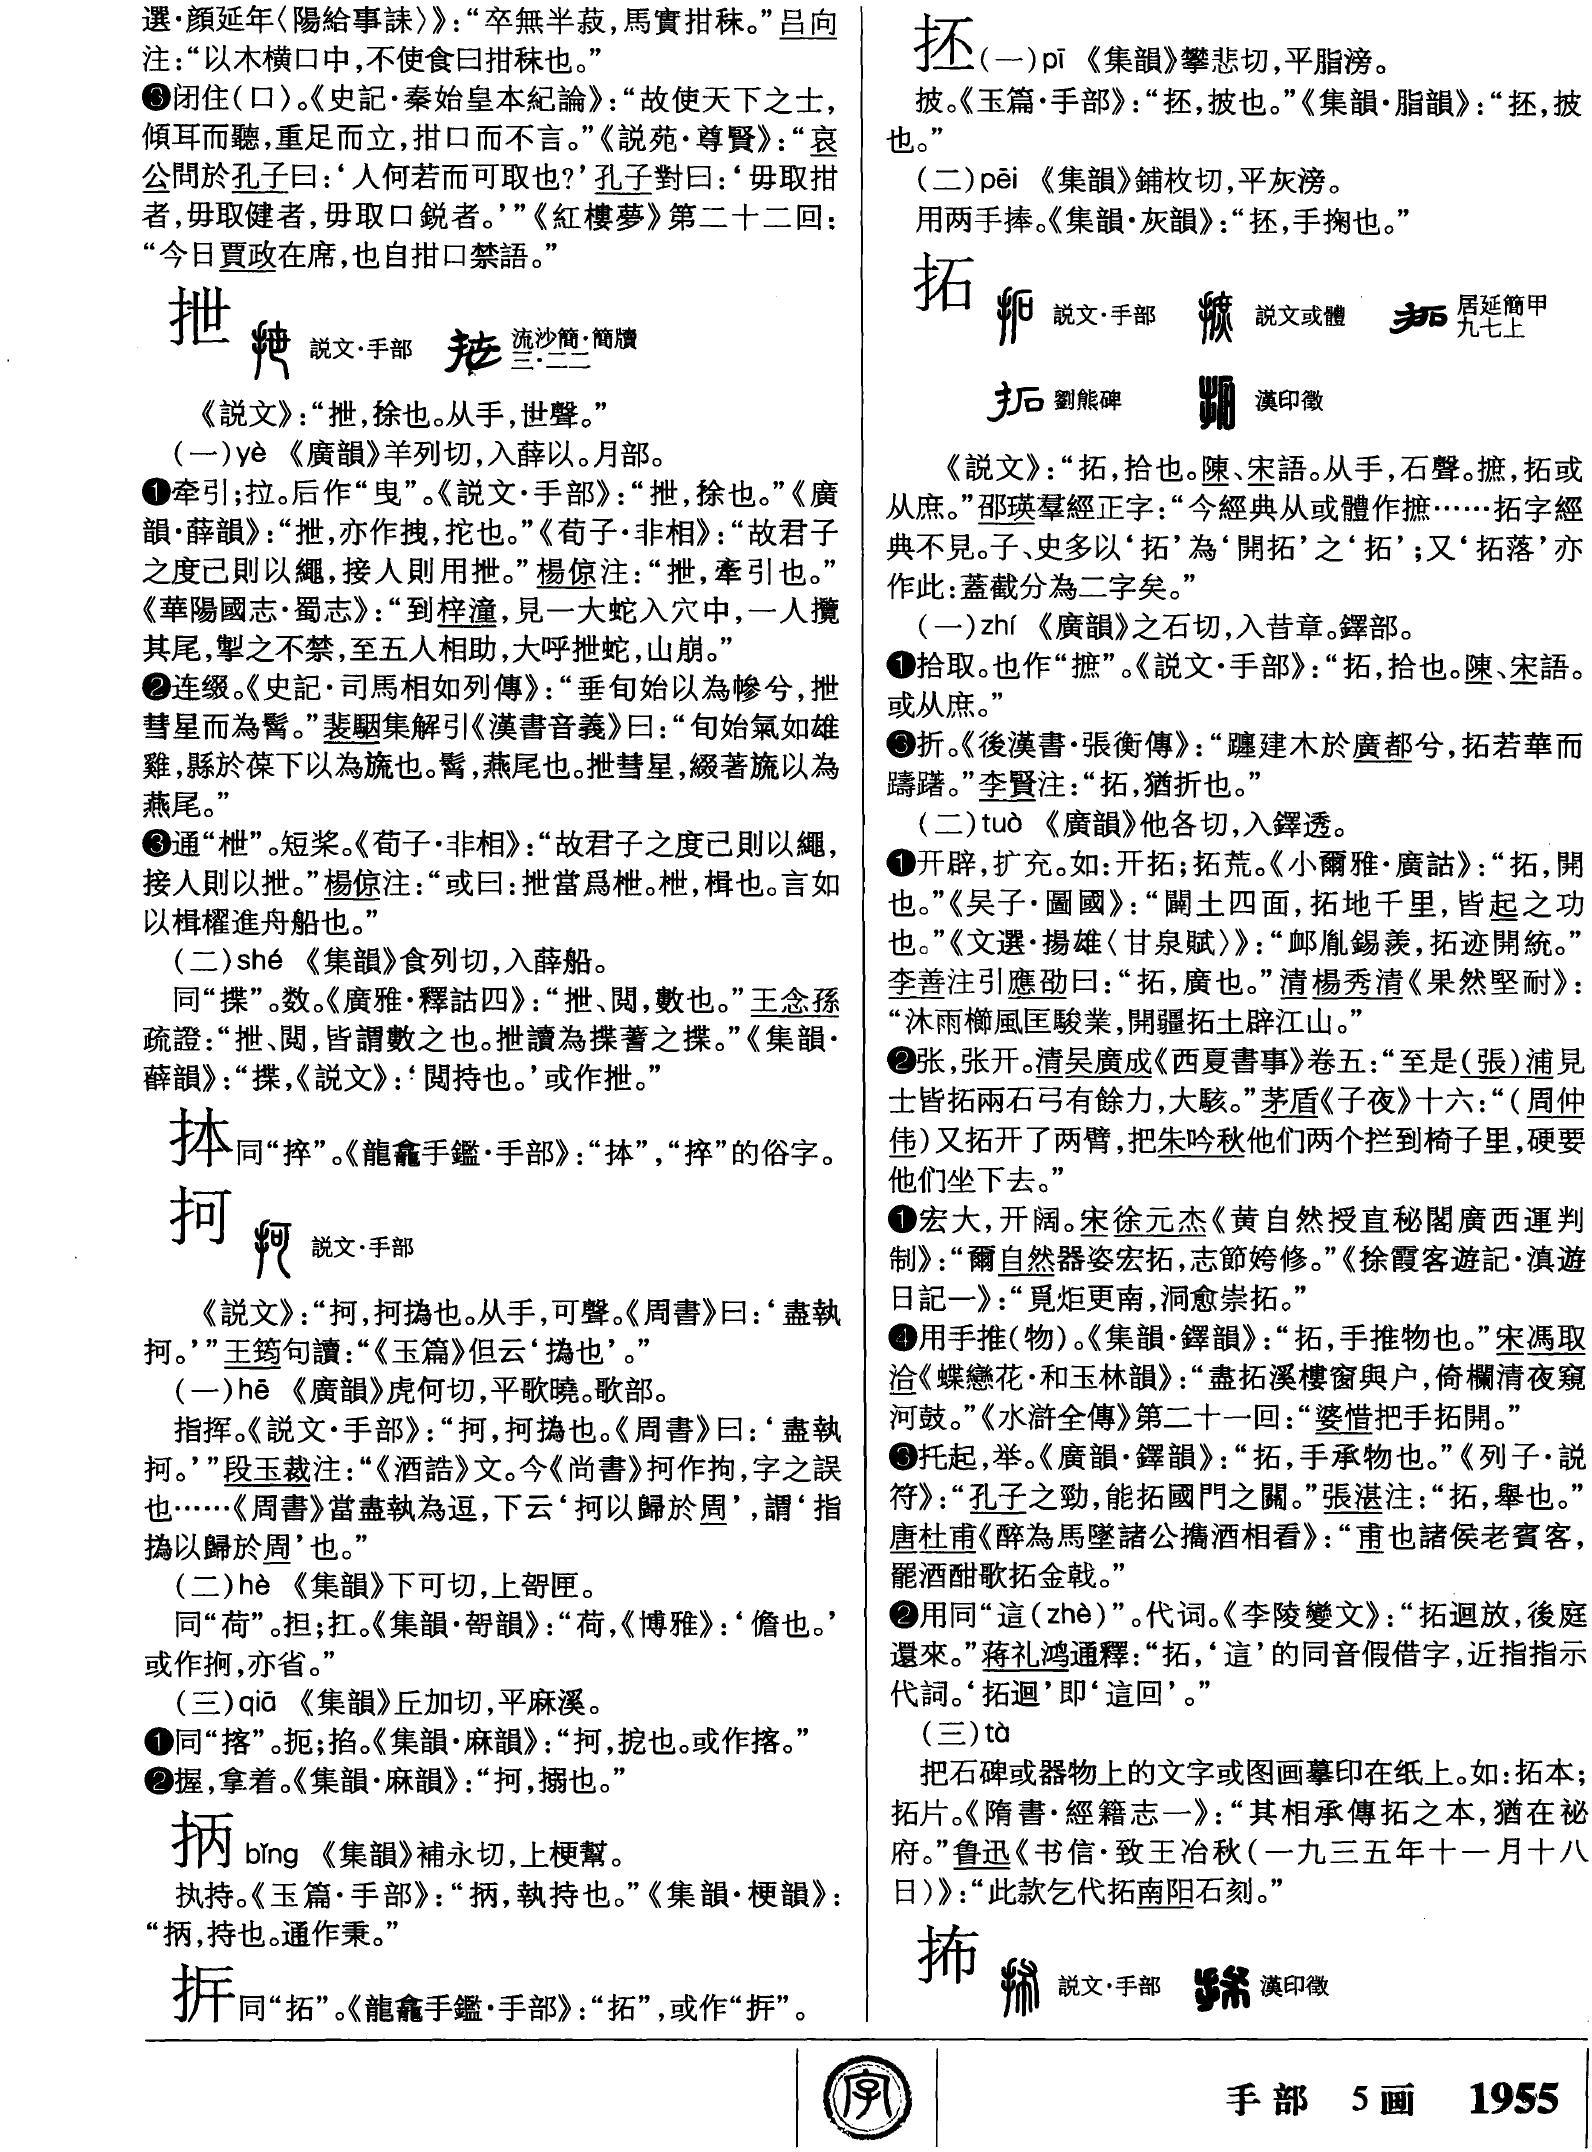 選·顔延年〈陽給事誄〉》：“卒無半菽，馬實拑秣。”吕向
注：“以木横口中，不使食曰拑秣也。”
❸闭住(口)。《史記·秦始皇本紀論》：“故使天下之士，
傾耳而聽，重足而立，拑口而不言。”《説苑·尊賢》：“哀
公問於孔子曰：‘人何若而可取也？’孔子對曰：‘毋取拑
者，毋取健者，毋取口鋭者。’”《紅樓夢》第二十二回：
“今日賈政在席，也自拑口禁語。”
抴 説文·手部 流沙簡·簡牘三·二二
《説文》：“抴，捈也。从手，世聲。”
(一)yè 《廣韻》羊列切，入薛以。月部。
❶牽引；拉。后作“曳”。《説文·手部》：“抴，捈也。”《廣
韻·薛韻》：“抴，亦作拽，拕也。”《荀子·非相》：“故君子
之度己則以繩，接人則用抴。”楊倞注：“抴，牽引也。”
《華陽國志·蜀志》：“到梓潼，見一大蛇入穴中，一人攬
其尾，掣之不禁，至五人相助，大呼抴蛇，山崩。”
❷连缀。《史記·司馬相如列傳》：“垂旬始以為幓兮，抴
彗星而為髾。”裴駰集解引《漢書音義》曰：“旬始氣如雄
雞，縣於葆下以為旒也。髾，燕尾也。抴彗星，綴著旒以為
燕尾。”
❸通“枻”。短桨。《荀子·非相》：“故君子之度己則以繩，
接人則以抴。”楊倞注：“或曰：抴當爲枻。枻，楫也。言如
以楫櫂進舟船也。”
(二)shé 《集韻》食列切，入薛船。
同“揲”。数。《廣雅·釋詁四》：“抴、閲，數也。”王念孫
疏證：“抴、閲，皆謂數之也。抴讀為揲蓍之揲。”《集韻·
薛韻》：“揲，《説文》：‘閲持也。’或作抴。”
㧊同“捽”。《龍龕手鑑·手部》：“㧊”，“捽”的俗字。
抲 説文·手部
《説文》：“抲，抲撝也。从手，可聲。《周書》曰：‘盡執
抲。’”王筠句讀：“《玉篇》但云‘撝也’。”
(一)hē 《廣韻》虎何切，平歌曉。歌部。
指挥。《説文·手部》：“抲，抲撝也。《周書》曰：‘盡執
抲。’”段玉裁注：“《酒誥》文。今《尚書》抲作拘，字之誤
也……《周書》當盡執為逗，下云‘抲以歸於周’，謂‘指
撝以歸於周’也。”
(二)hè 《集韻》下可切，上哿匣。
同“荷”。担；扛。《集韻·哿韻》：“荷，《博雅》：‘儋也。’
或作抲，亦省。”
(三)qiā 《集韻》丘加切，平麻溪。
❶同“揢”。扼；掐。《集韻·麻韻》：“抲，挖也。或作揢。”
❷握，拿着。《集韻·麻韻》：“抲，搦也。”
抦bǐng 《集韻》補永切，上梗幫。
执持。《玉篇·手部》：“抦，執持也。”《集韻·梗韻》：
“抦，持也。通作秉。”
㧁同“拓”。《龍龕手鑑·手部》：“拓”，或作“㧁”。
抷(一)pī 《集韻》攀悲切，平脂滂。
披。《玉篇·手部》：“抷，披也。”《集韻·脂韻》：“抷，披
也。”
(二)pēi 《集韻》鋪枚切，平灰滂。
用两手捧。《集韻·灰韻》：“抷，手掬也。”
拓 説文·手部 説文或體 居延簡甲九七上
劉熊碑 漢印徵
《説文》：“拓，拾也。陳、宋語。从手，石聲。摭，拓或
从庶。”邵瑛羣經正字：“今經典从或體作摭……拓字經
典不見。子、史多以‘拓’為‘開拓’之‘拓’；又‘拓落’亦
作此：蓋截分為二字矣。”
(一)zhí 《廣韻》之石切，入昔章。鐸部。
❶拾取。也作“摭”。《説文·手部》：“拓，拾也。陳、宋語。
或从庶。”
❸折。《後漢書·張衡傳》：“躔建木於廣都兮，拓若華而
躊躇。”李賢注：“拓，猶折也。”
(二)tuò 《廣韻》他各切，入鐸透。
❶开辟，扩充。如：开拓；拓荒。《小爾雅·廣詁》：“拓，開
也。”《吴子·圖國》：“闢土四面，拓地千里，皆起之功
也。”《文選·揚雄〈甘泉賦〉》：“卹胤錫羨，拓迹開統。”
李善注引應劭曰：“拓，廣也。”清楊秀清《果然堅耐》：
“沐雨櫛風匡駿業，開疆拓土辟江山。”
❷张，张开。清吴廣成《西夏書事》卷五：“至是(張)浦見
士皆拓兩石弓有餘力，大駭。”茅盾《子夜》十六：“(周仲
伟)又拓开了两臂，把朱吟秋他们两个拦到椅子里，硬要
他们坐下去。”
❶宏大，开阔。宋徐元杰《黄自然授直秘閣廣西運判
制》：“爾自然器姿宏拓，志節姱修。”《徐霞客遊記·滇遊
日記一》：“覓炬更南，洞愈崇拓。”
❹用手推(物)。《集韻·鐸韻》：“拓，手推物也。”宋馮取
洽《蝶戀花·和玉林韻》：“盡拓溪樓窗與户，倚欄清夜窺
河鼓。”《水滸全傳》第二十一回：“婆惜把手拓開。”
❸托起，举。《廣韻·鐸韻》：“拓，手承物也。”《列子·説
符》：“孔子之勁，能拓國門之關。”張湛注：“拓，舉也。”
唐杜甫《醉為馬墜諸公攜酒相看》：“甫也諸侯老賓客，
罷酒酣歌拓金戟。”
❷用同“這(zhè)”。代词。《李陵變文》：“拓迴放，後庭
還來。”蒋礼鸿通釋：“拓，‘這’的同音假借字，近指指示
代詞。‘拓迴’即‘這回’。”
(三)tà
把石碑或器物上的文字或图画摹印在纸上。如：拓本；
拓片。《隋書·經籍志一》：“其相承傳拓之本，猶在祕
府。”鲁迅《书信·致王冶秋(一九三五年十一月十八
日)》：“此款乞代拓南阳石刻。”
抪 説文·手部 漢印徵
字
手部 5画 1955